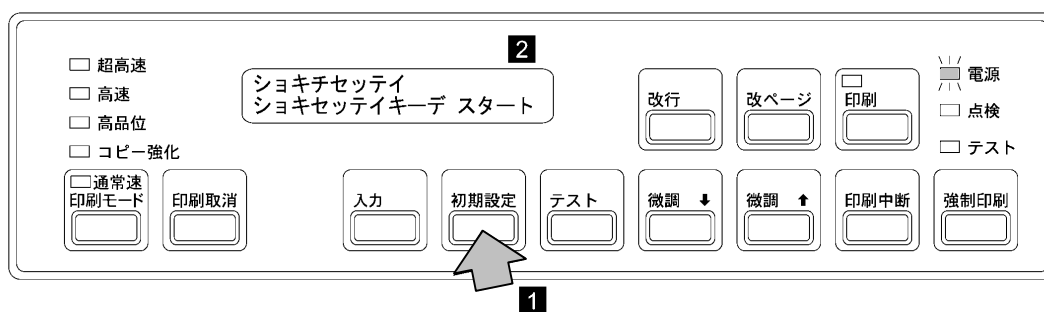 2
超高速
高速
高品位
コピー強化
ショキチセッテイ
ショキセッテイキーデ スタート
改行
改ページ
印刷
電源
点検
テスト
通常速
印刷モード
印刷取消
入力
初期設定
テスト
微調 ↓
微調 ↑
印刷中断
強制印刷
1